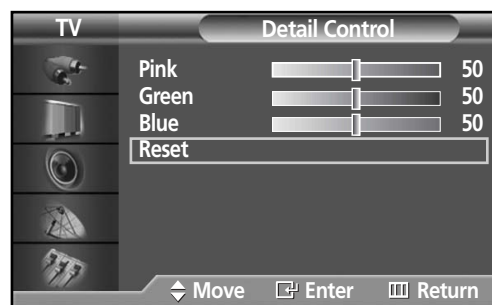 TV Detail Control
Pink 50
Green 50
Blue 50
Reset
Move Enter Return